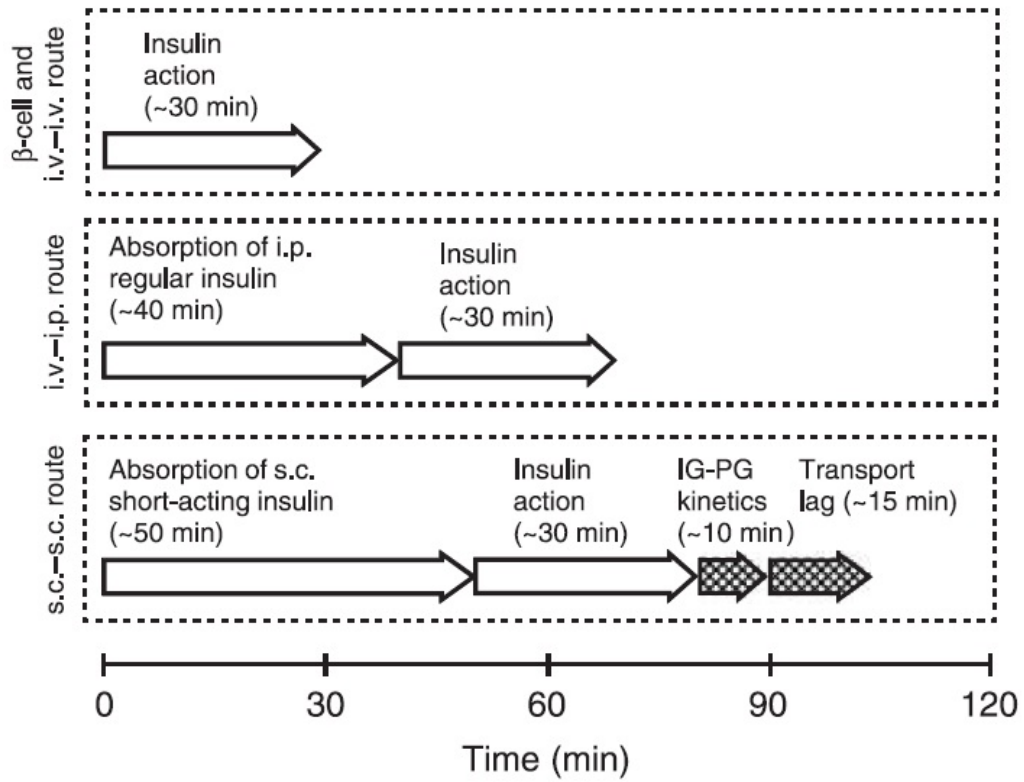 β-cell and
i.v.–i.v. route
Insulin
action
(~30 min)
i.v.–i.p. route
Absorption of i.p.
regular insulin
(~40 min)
Insulin
action
(~30 min)
s.c.–s.c. route
Absorption of s.c.
short-acting insulin
(~50 min)
Insulin
action
(~30 min)
IG-PG
kinetics
(~10 min)
Transport
lag (~15 min)
0 30 60 90 120
Time (min)